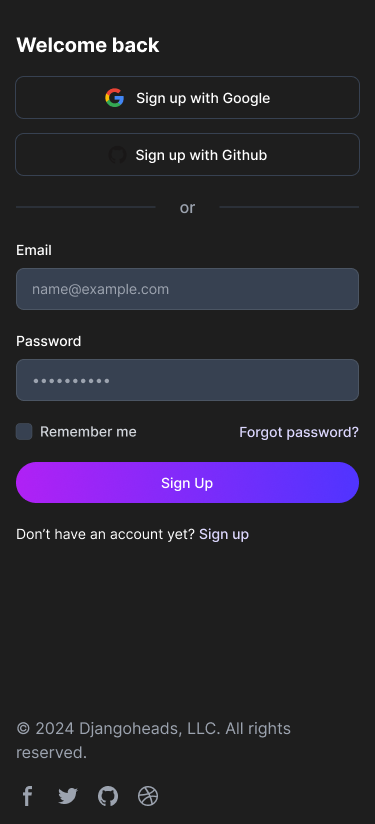 Welcome back
Sign up with Google
Sign up with Github
or
Email
name@example.com
Password
••••••••••
Remember me
Forgot password?
Sign Up
Don’t have an account yet? Sign up
© 2024 Djangoheads, LLC. All rights
reserved.